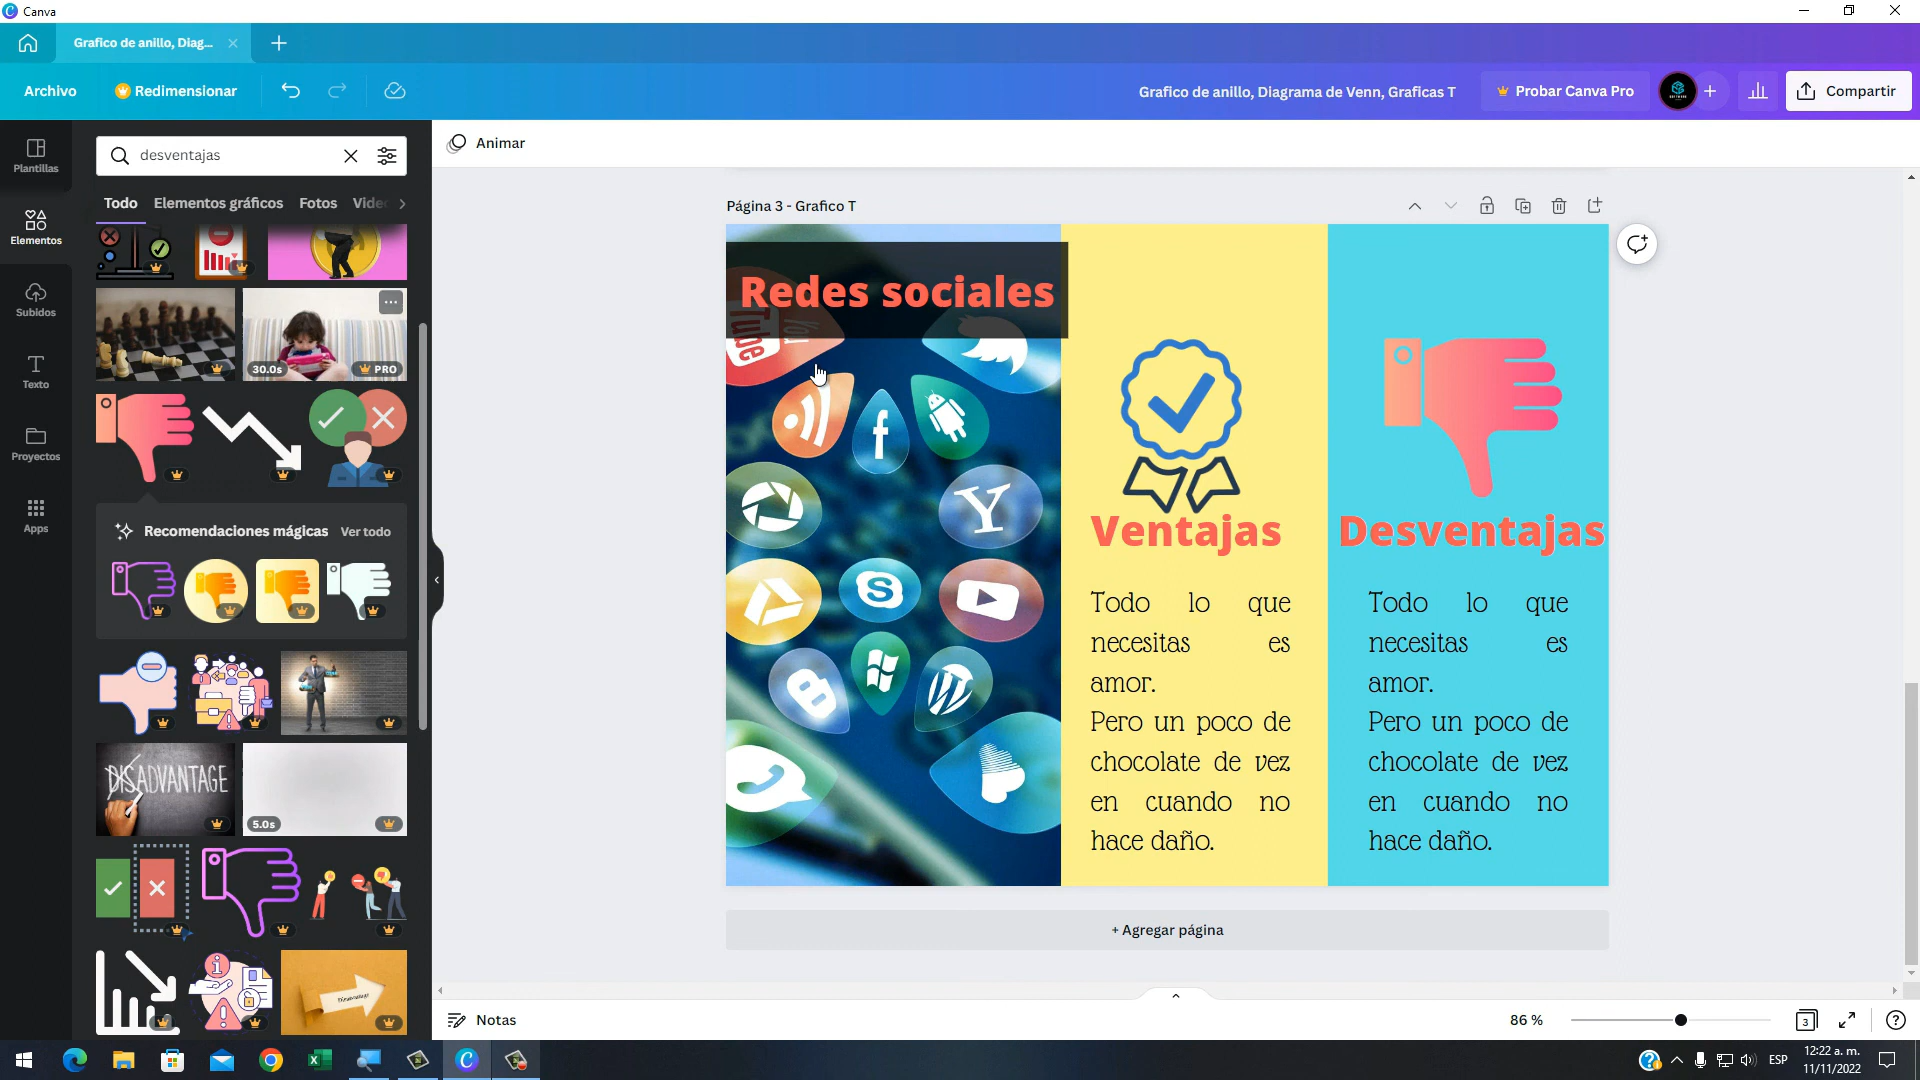 Canva
Grafico de anillo, Diag...
Archivo
Redimensionar
Grafico de anillo, Diagrama de Venn, Graficas T
Probar Canva Pro
Compartir
Plantillas
Elementos
Subidos
Texto
Proyectos
Apps
desventajas
Todo
Elementos gráficos
Fotos
Vide
30.0s
PRO
Recomendaciones mágicas
Ver todo
DISADVANTAGE
5.0s
Animar
Página 3 - Grafico T
Redes sociales
You
Tube
Ventajas
Todo lo que
necesitas es
amor.
Pero un poco de
chocolate de vez
en cuando no
hace daño.
Desventajas
Todo lo que
necesitas es
amor.
Pero un poco de
chocolate de vez
en cuando no
hace daño.
+ Agregar página
Notas
86 %
3
ESP
12:22 a. m.
11/11/2022